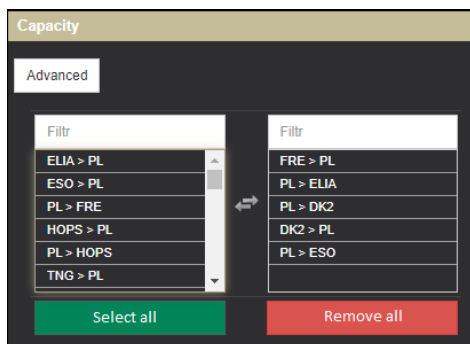 Capacity
Advanced
Filtr
ELIA > PL
ESO > PL
PL > FRE
HOPS > PL
PL > HOPS
TNG > PL
Select all
Filtr
FRE > PL
PL > ELIA
PL > DK2
DK2 > PL
PL > ESO
Remove all